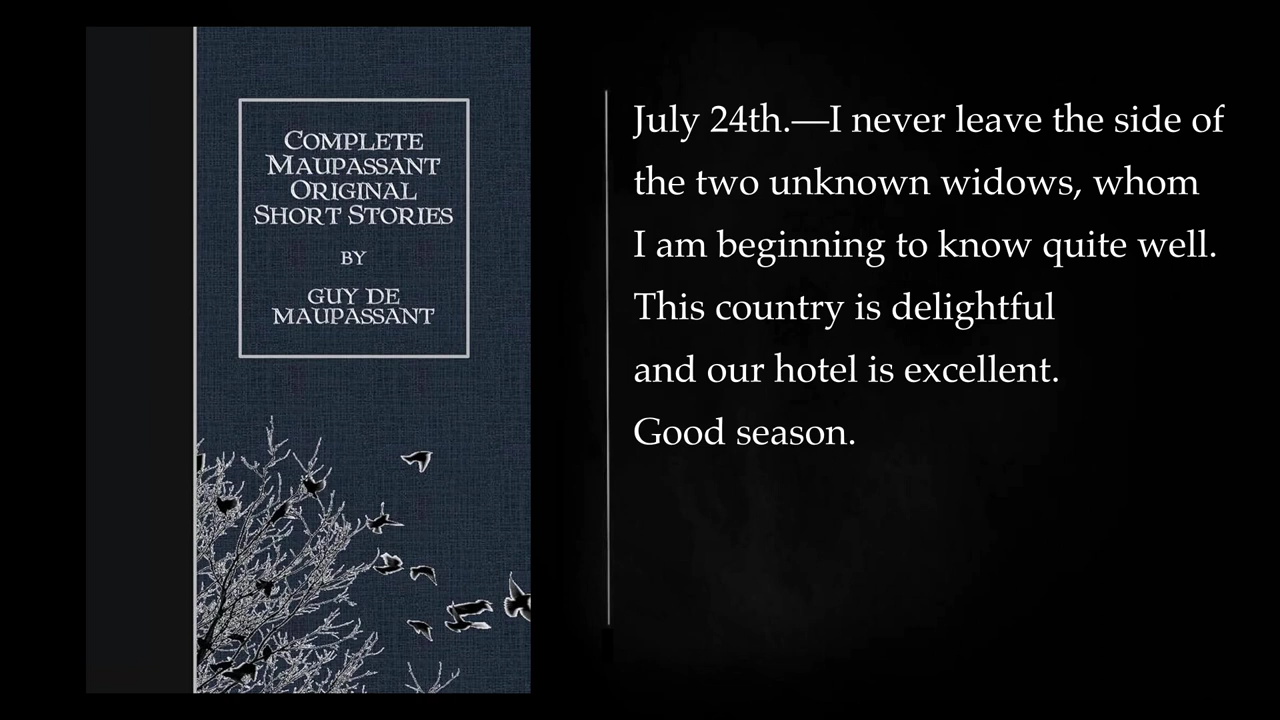 COMPLETE
MAUPASSANT
ORIGINAL
SHORT STORIES
BY
GUY DE
MAUPASSANT
July 24th.—I never leave the side of
the two unknown widows, whom
I am beginning to know quite well.
This country is delightful
and our hotel is excellent.
Good season.